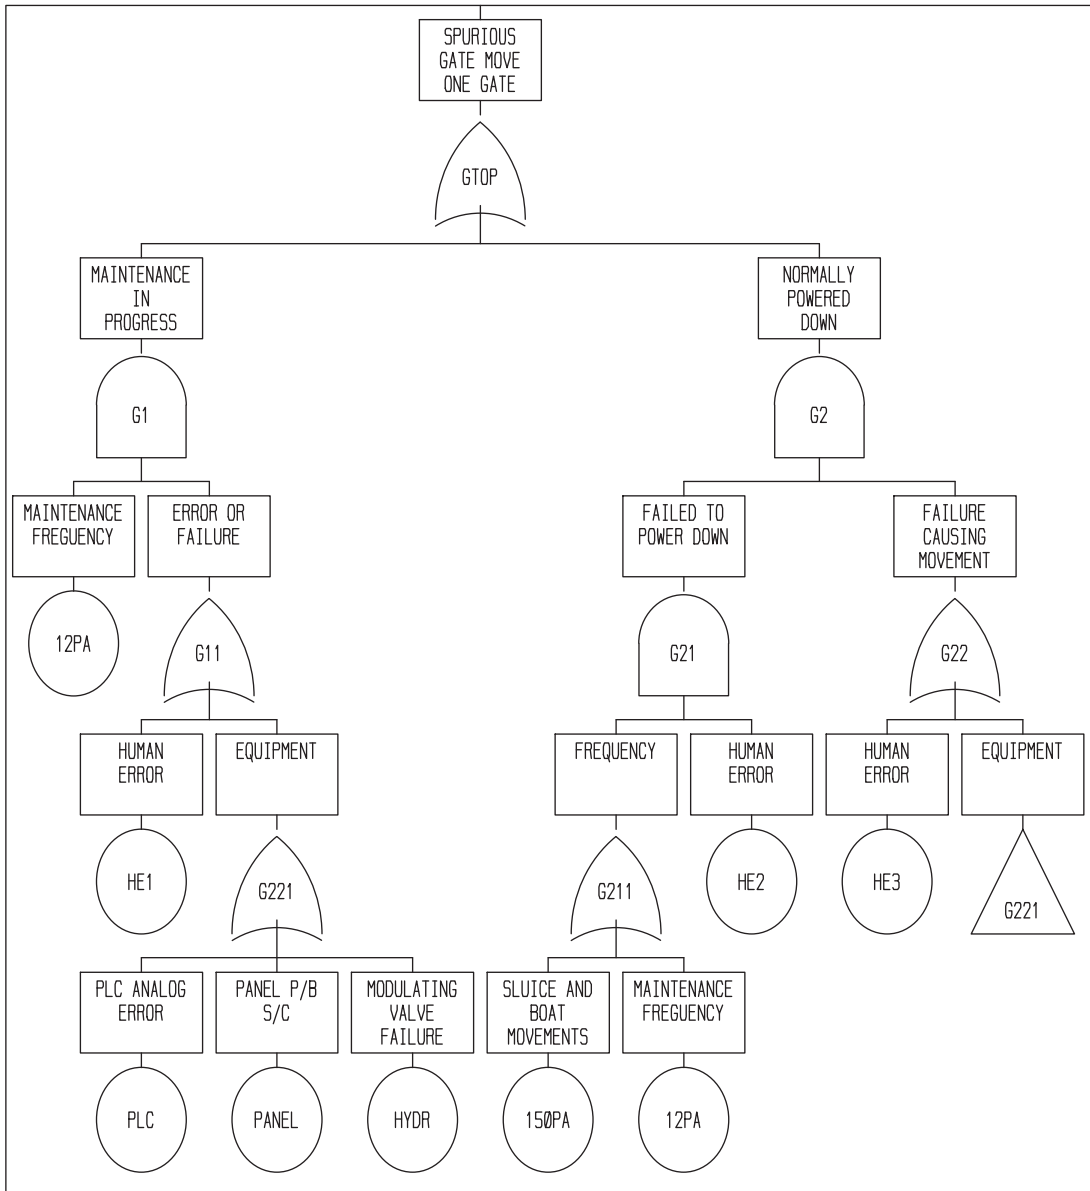 SPURIOUS
GATE MOVE
ONE GATE
GTOP
MAINTENANCE
IN
PROGRESS
NORMALLY
POWERED
DOWN
G1
G2
MAINTENANCE
FREGUENCY
ERROR OR
FAILURE
FAILED TO
POWER DOWN
FAILURE
CAUSING
MOVEMENT
12PA
G11
G21
G22
HUMAN
ERROR
EQUIPMENT
FREQUENCY
HUMAN
ERROR
HUMAN
ERROR
EQUIPMENT
HE1
G221
G211
HE2
HE3
G221
PLC ANALOG
ERROR
PANEL P/B
S/C
MODULATING
VALVE
FAILURE
SLUICE AND
BOAT
MOVEMENTS
MAINTENANCE
FREGUENCY
PLC
PANEL
HYDR
150PA
12PA